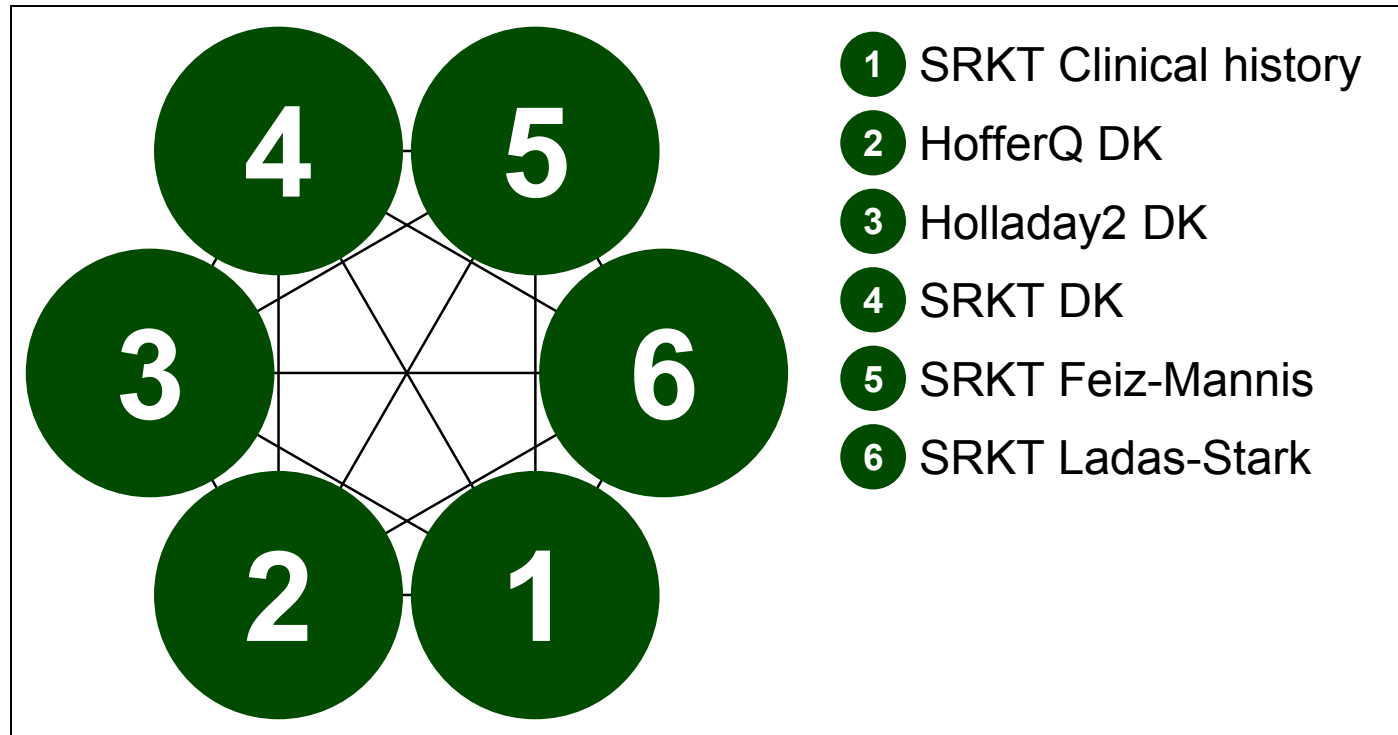 4 5
3 6
2 1
1 SRKT Clinical history
2 HofferQ DK
3 Holladay2 DK
4 SRKT DK
5 SRKT Feiz-Mannis
6 SRKT Ladas-Stark